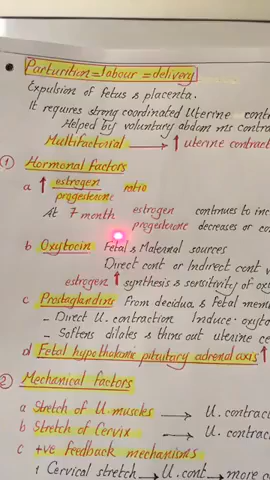 Parturition = labour = delivery
Expulsion of fetus & placenta.
It requires strong coordinated Uterine cont
Helped by voluntary abdom ms contra
Multifactorial → ↑ uterine contract
① Hormonal factors
a ↑ estrogen ratio
progesterone
At 7 month estrogen continues to inc
progesterone decreases or co
b Oxytocin Fetal & Maternal sources
Direct cont or Indirect cont v
estrogen ↑ synthesis & sensitivity of ox
c Prostaglandins From decidua & Fetal mem
- Direct U. contraction Induce oxyto
- Softens dilates & thins out uterine ce
d Fetal hypothalamic pituitary adrenal axis ↑
② Mechanical factors
a Stretch of U. muscles → U. contrac
b Stretch of Cervix → U. contrac
c +ve feedback mechanisms
1 Cervical stretch → U. cont → more c